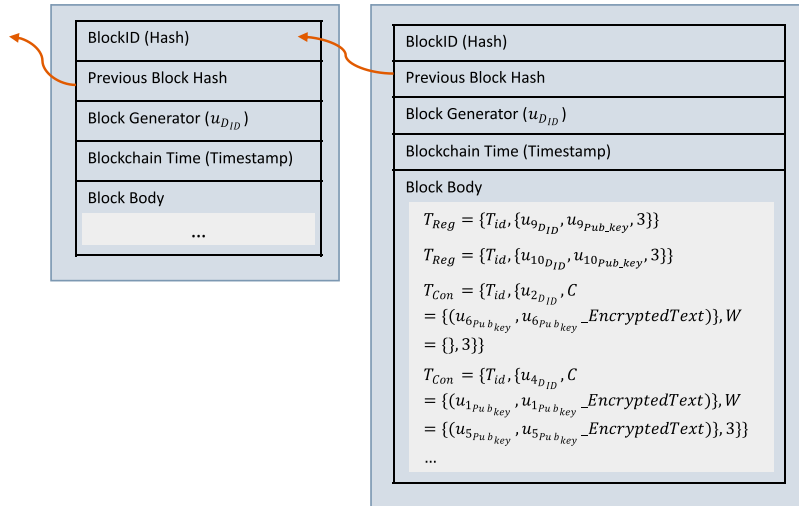 BlockID (Hash)
Previous Block Hash
Block Generator (𝑢_{D_{ID}})
Blockchain Time (Timestamp)
Block Body
...
BlockID (Hash)
Previous Block Hash
Block Generator (𝑢_{D_{ID}})
Blockchain Time (Timestamp)
Block Body
T_{Reg} = {T_{id}, {u_{9_{D_{ID}}}, u_{9_{Pub_key}}, 3}}
T_{Reg} = {T_{id}, {u_{10_{D_{ID}}}, u_{10_{Pub_key}}, 3}}
T_{Con} = {T_{id}, {u_{2_{D_{ID}}}, C
= {(u_{6_{Pub_{key}}}, u_{6_{Pub_{key}}}_EncryptedText)}, W
= {}, 3}}
T_{Con} = {T_{id}, {u_{4_{D_{ID}}}, C
= {(u_{1_{Pub_{key}}}, u_{1_{Pub_{key}}}_EncryptedText)}, W
= {(u_{5_{Pub_{key}}}, u_{5_{Pub_{key}}}_EncryptedText)}, 3}}
...